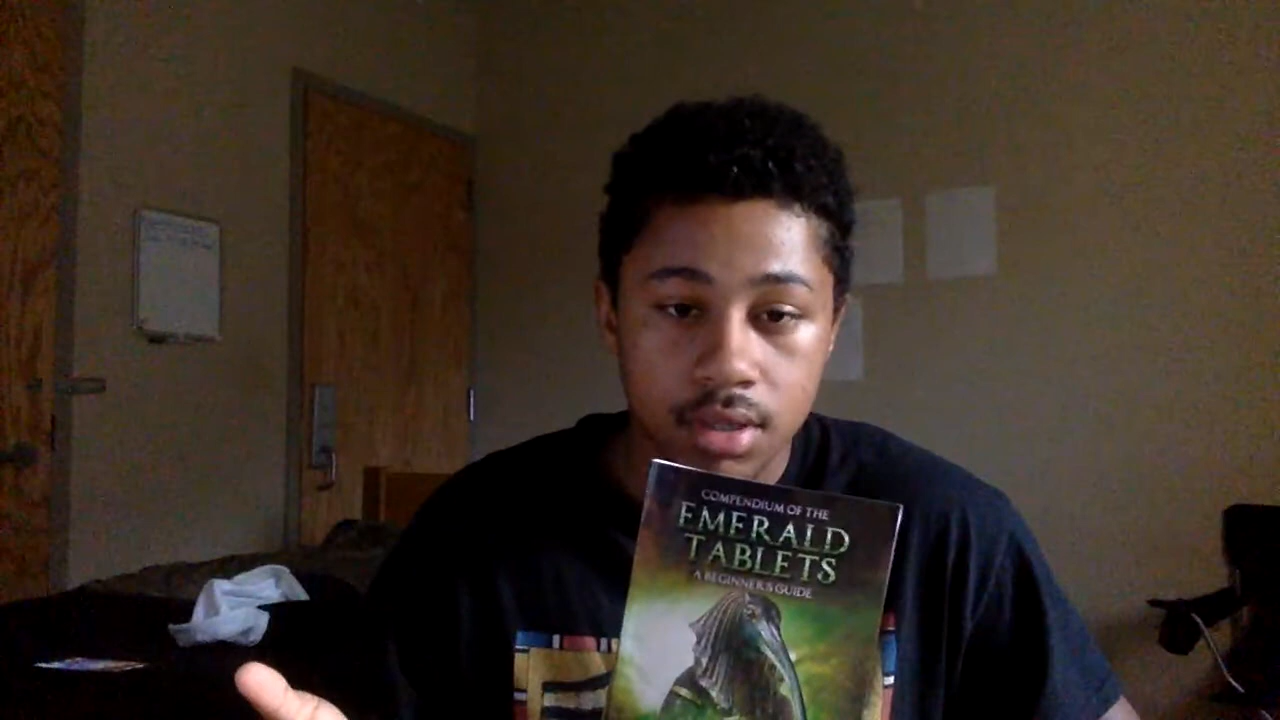 COMPENDIUM OF THE
EMERALD
TABLETS
A BEGINNER'S GUIDE